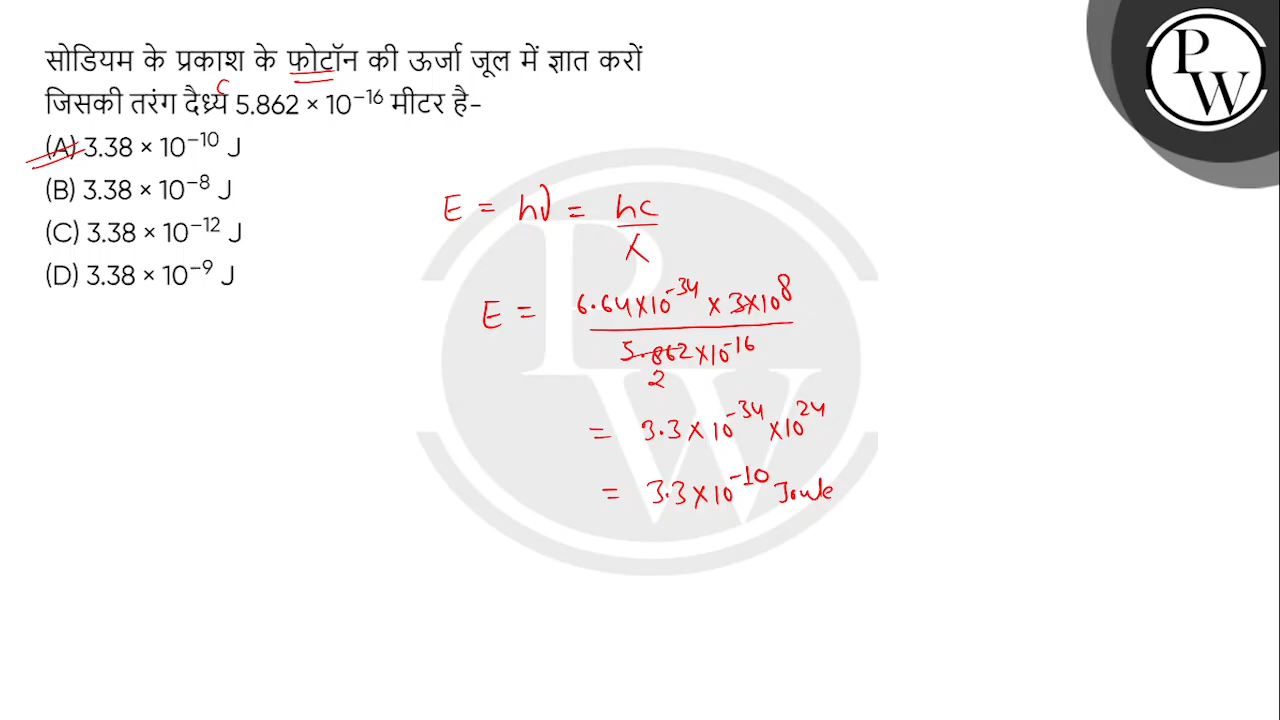 सोडियम के प्रकाश के फोटॉन की ऊर्जा जूल में ज्ञात करों
जिसकी तरंग दैर्ध्य 5.862 × 10⁻¹⁶ मीटर है-
(A) 3.38 × 10⁻¹⁰ J
(B) 3.38 × 10⁻⁸ J
(C) 3.38 × 10⁻¹² J
(D) 3.38 × 10⁻⁹ J
E = hν = hc/λ
E = 6.64×10⁻³⁴ × 3×10⁸
5.862 ×10⁻¹⁶
2
= 3.3 × 10⁻³⁴ ×10²⁴
= 3.3 × 10⁻¹⁰ Joule
P
W
P
W